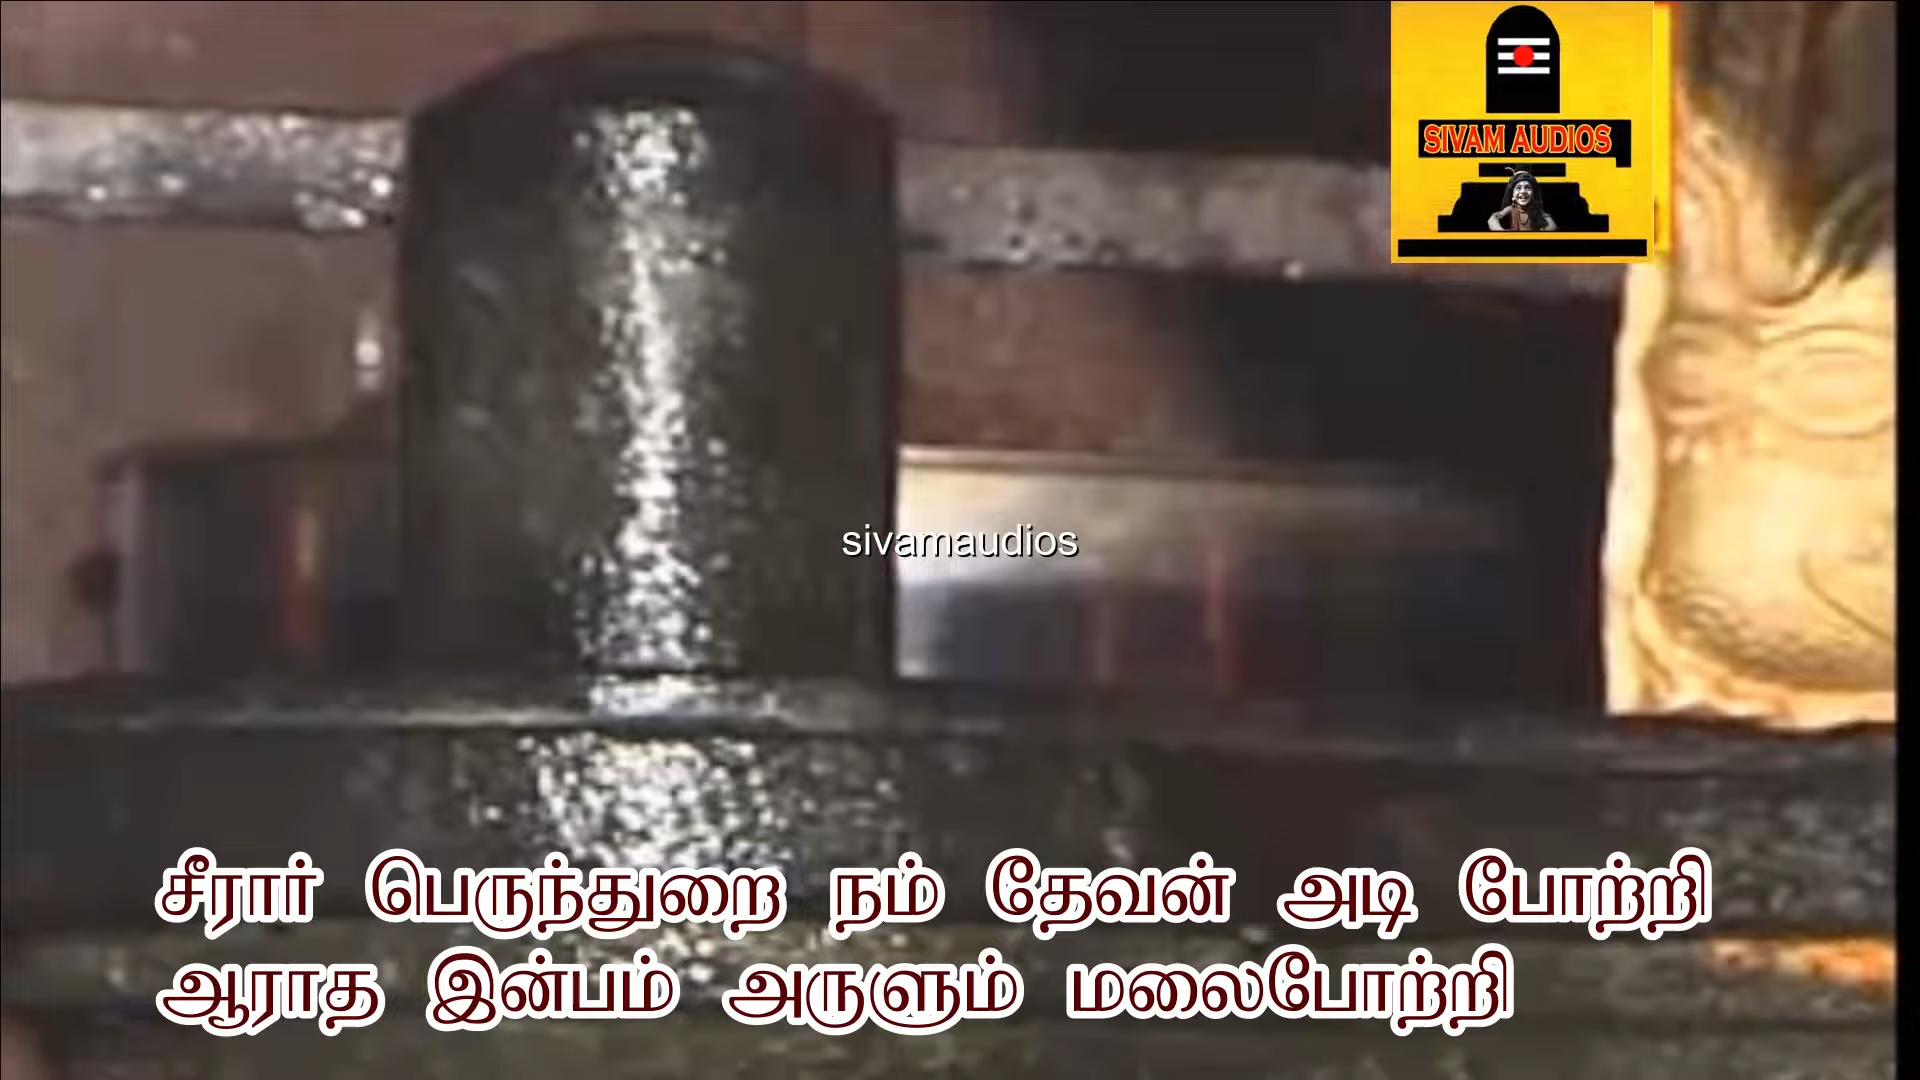 SIVAM AUDIOS
sivamaudios
சீரார் பெருந்துறை நம் தேவன் அடி போற்றி
ஆராத இன்பம் அருளும் மலைபோற்றி